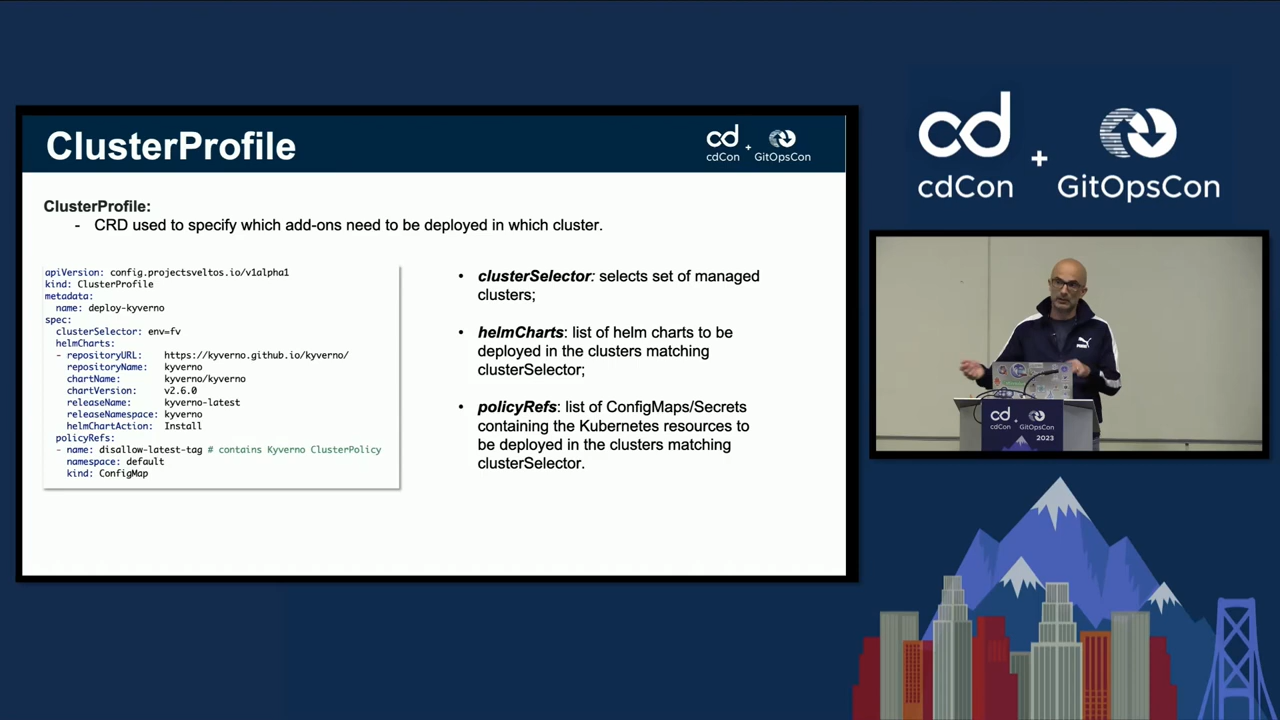 ClusterProfile
cd
cdCon
+
GitOpsCon
ClusterProfile:
- CRD used to specify which add-ons need to be deployed in which cluster.
apiVersion: config.projectsveltos.io/v1alpha1
kind: ClusterProfile
metadata:
  name: deploy-kyverno
spec:
  clusterSelector: env=fv
  helmCharts:
  - repositoryURL:    https://kyverno.github.io/kyverno/
    repositoryName:   kyverno
    chartName:        kyverno/kyverno
    chartVersion:     v2.6.0
    releaseName:      kyverno-latest
    releaseNamespace: kyverno
    helmChartAction:  Install
  policyRefs:
  - name: disallow-latest-tag # contains Kyverno ClusterPolicy
    namespace: default
    kind: ConfigMap
• clusterSelector: selects set of managed
clusters;
• helmCharts: list of helm charts to be
deployed in the clusters matching
clusterSelector;
• policyRefs: list of ConfigMaps/Secrets
containing the Kubernetes resources to
be deployed in the clusters matching
clusterSelector.
cd
cdCon
+
GitOpsCon
cd
cdCon
GitOpsCon
2023